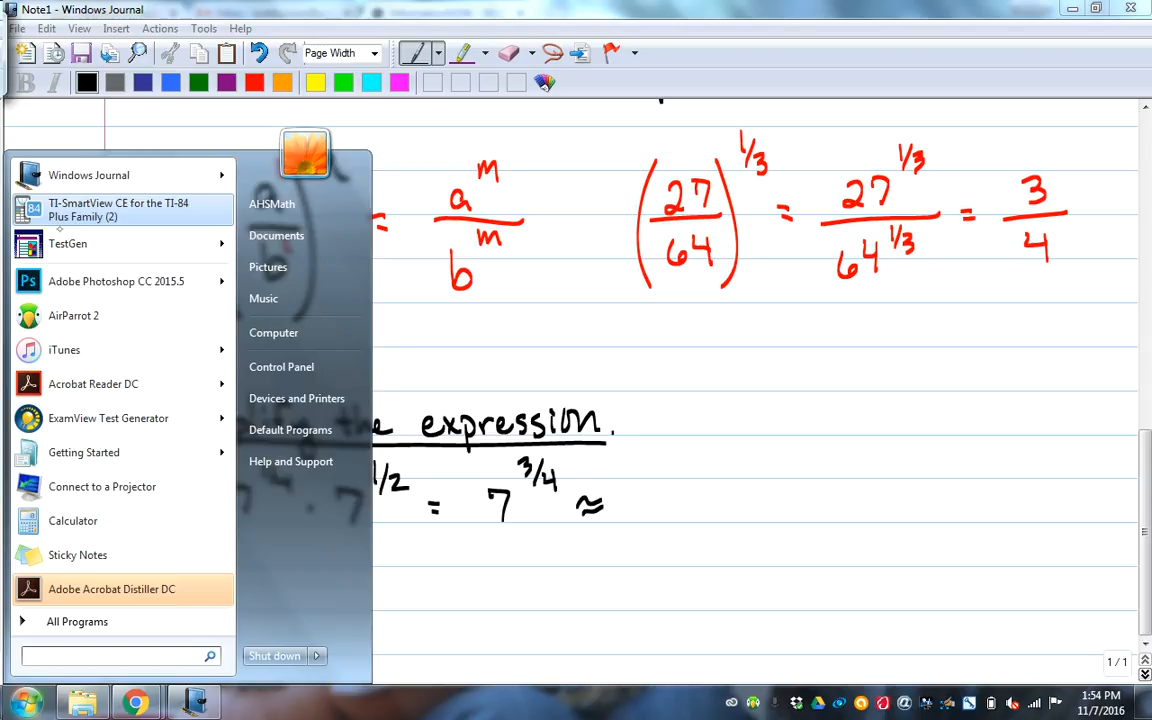 Note1 - Windows Journal
File Edit View Insert Actions Tools Help
Page Width
B I
a^m / b^m
= (27/64)^1/3 = 27^1/3 / 64^1/3 = 3/4
the expression.
7 · 7^1/2 = 7^3/4 ≈
Windows Journal
TI-SmartView CE for the TI-84
Plus Family (2)
TestGen
Adobe Photoshop CC 2015.5
AirParrot 2
iTunes
Acrobat Reader DC
ExamView Test Generator
Getting Started
Connect to a Projector
Calculator
Sticky Notes
Adobe Acrobat Distiller DC
All Programs
AHSMath
Documents
Pictures
Music
Computer
Control Panel
Devices and Printers
Default Programs
Help and Support
Shut down
1 / 1
1:54 PM
11/7/2016